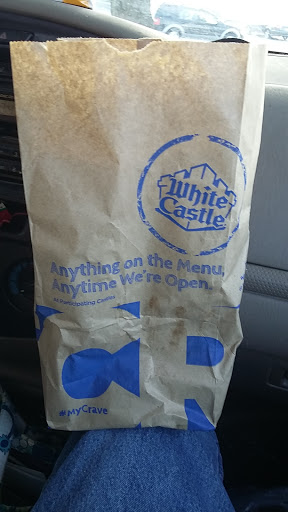 White
Castle
Anything on the Menu,
Anytime We're Open.
At Participating Castles
#MyCrave